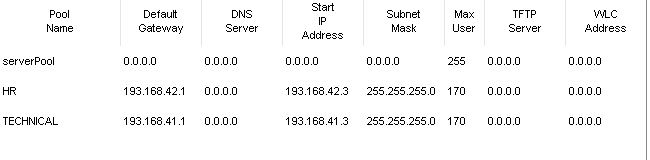 Pool Name Default Gateway DNS Server Start IP Address Subnet Mask Max User TFTP Server WLC Address
serverPool 0.0.0.0 0.0.0.0 0.0.0.0 0.0.0.0 255 0.0.0.0 0.0.0.0
HR 193.168.42.1 0.0.0.0 193.168.42.3 255.255.255.0 170 0.0.0.0 0.0.0.0
TECHNICAL 193.168.41.1 0.0.0.0 193.168.41.3 255.255.255.0 170 0.0.0.0 0.0.0.0